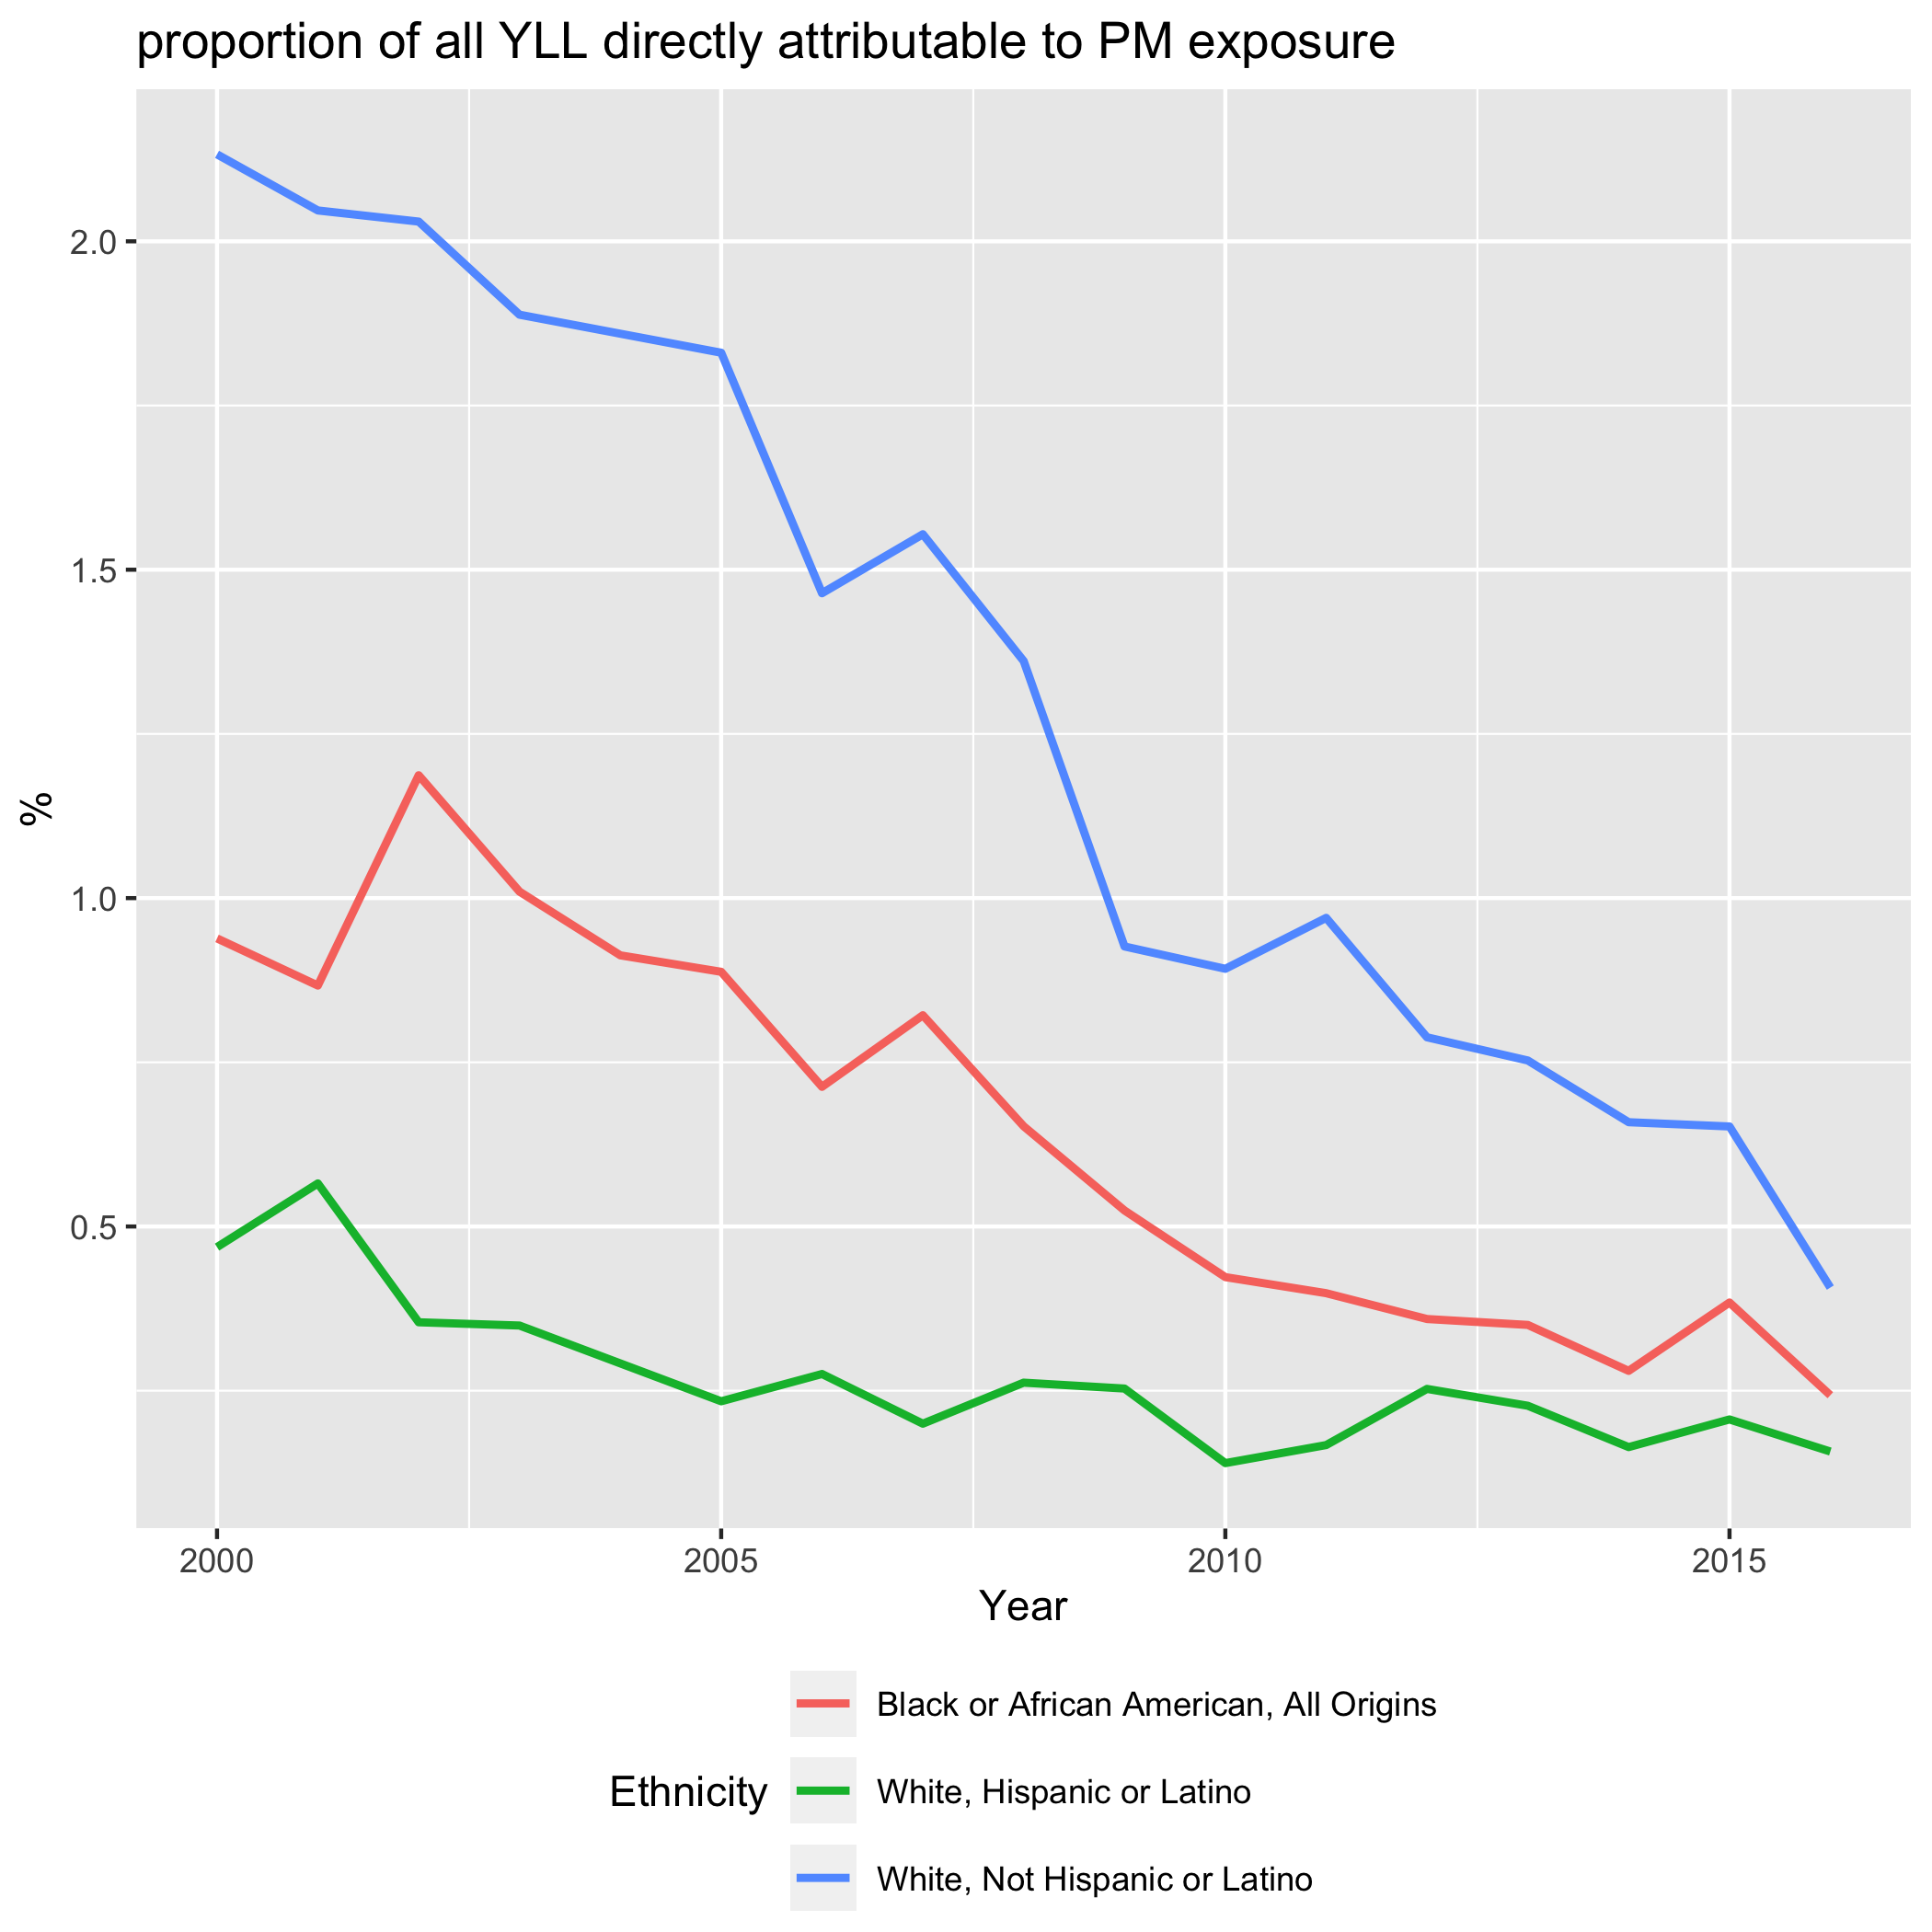 proportion of all YLL directly attributable to PM exposure
%
2.0
1.5
1.0
0.5
2000 2005 2010 2015
Year
Ethnicity
Black or African American, All Origins
White, Hispanic or Latino
White, Not Hispanic or Latino